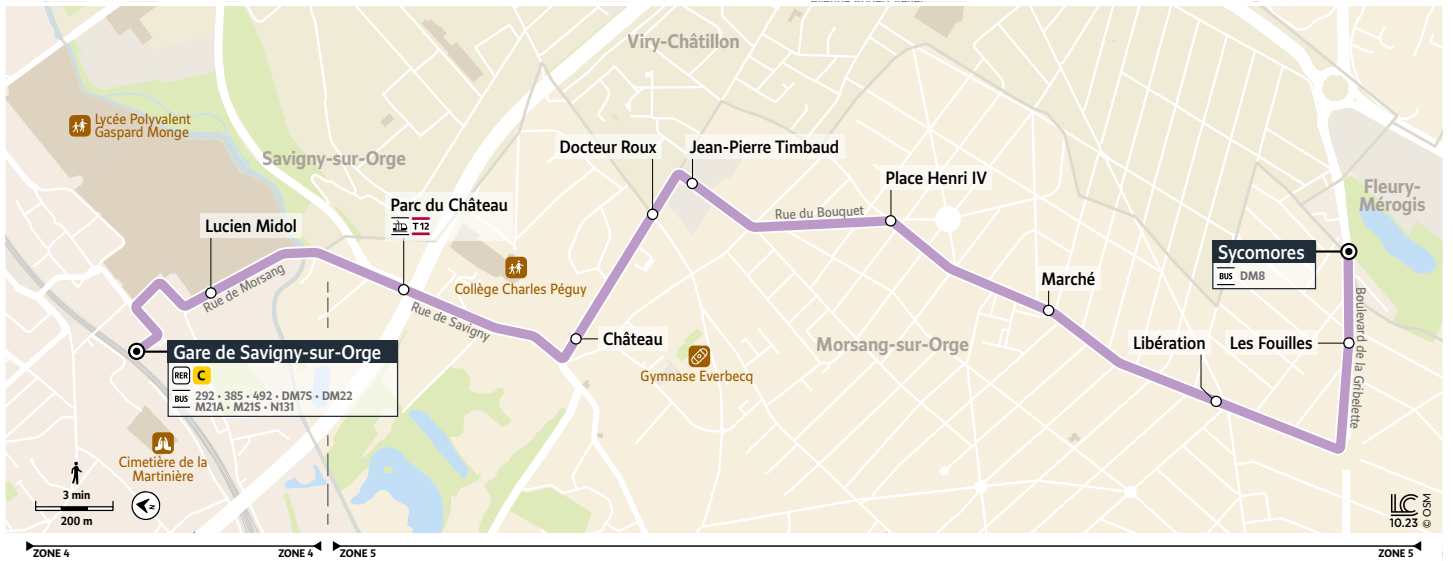 Viry-Châtillon
Lycée Polyvalent
Gaspard Monge
Savigny-sur-Orge
Docteur Roux
Jean-Pierre Timbaud
Place Henri IV
Fleury-
Mérogis
Parc du Château
T12
Lucien Midol
Rue du Bouquet
Sycomores
BUS DM8
Rue de Morsang
Collège Charles Péguy
Marché
Rue de Savigny
Château
Boulevard de la Gribelette
Gare de Savigny-sur-Orge
RER C
BUS 292 • 385 • 492 • DM7S • DM22
M21A • M21S • N131
Morsang-sur-Orge
Libération
Les Fouilles
Gymnase Everbecq
Cimetière de la
Martinière
3 min
200 m
N
LC
10.23 © OSM
ZONE 4
ZONE 4
ZONE 5
ZONE 5